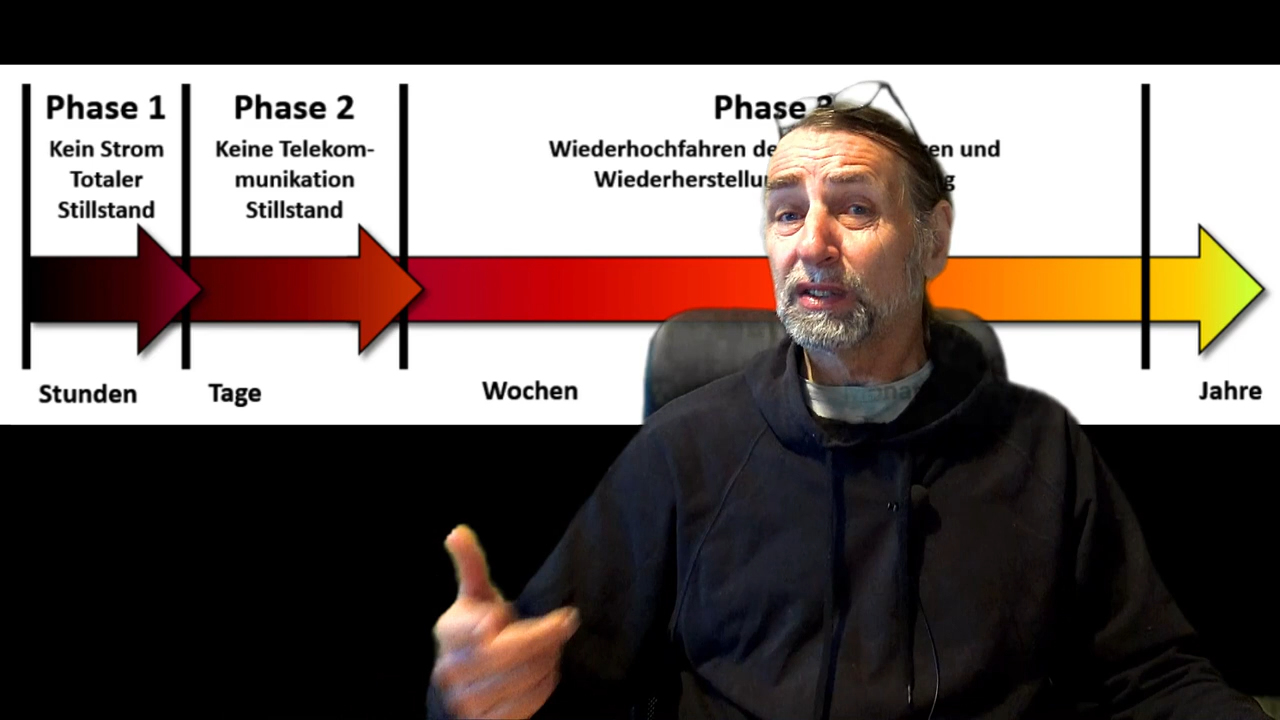 Phase 1
Kein Strom
Totaler
Stillstand
Phase 2
Keine Telekom-
munikation
Stillstand
Phase
Wiederhochfahren und
Stunden
Tage
Wochen
Jahre